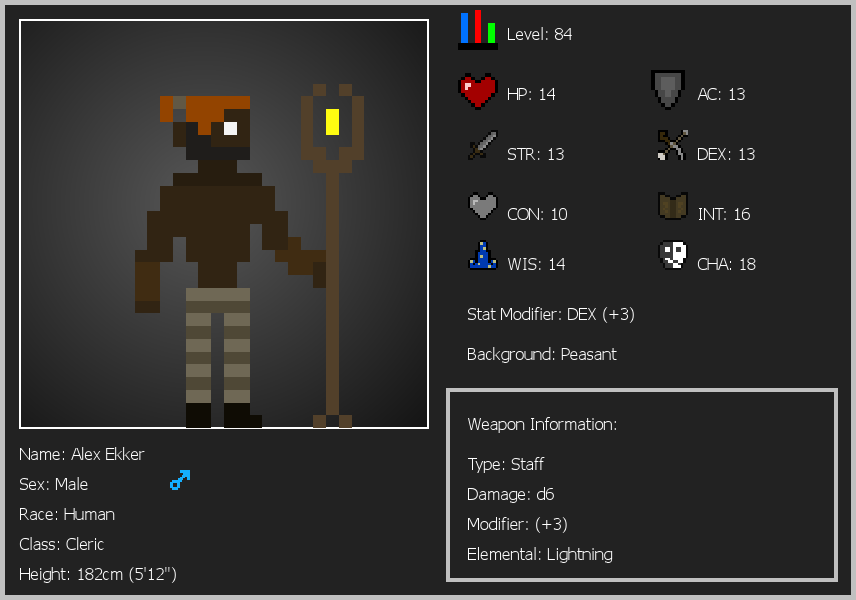 Level: 84
HP: 14
AC: 13
STR: 13
DEX: 13
CON: 10
INT: 16
WIS: 14
CHA: 18
Stat Modifier: DEX (+3)
Background: Peasant
Weapon Information:
Type: Staff
Damage: d6
Modifier: (+3)
Elemental: Lightning
Name: Alex Ekker
Sex: Male
Race: Human
Class: Cleric
Height: 182cm (5'12")